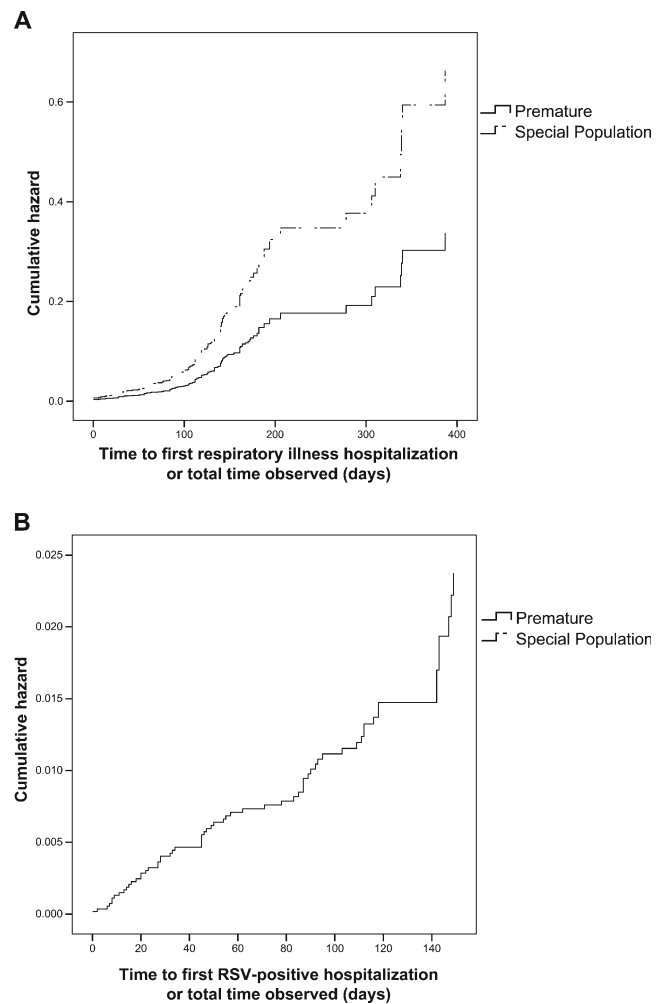 A
Cumulative hazard
0.6
0.4
0.2
0.0
0
100
200
300
400
Time to first respiratory illness hospitalization
or total time observed (days)
Premature
Special Population
B
Cumulative hazard
0.025
0.020
0.015
0.010
0.005
0.000
0
20
40
60
80
100
120
140
Time to first RSV-positive hospitalization
or total time observed (days)
Premature
Special Population